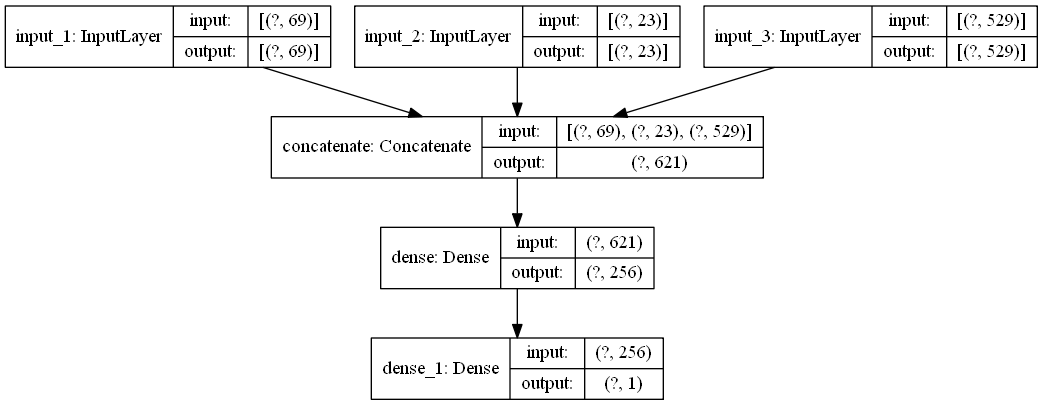 input_1: InputLayer
input: [(?, 69)]
output: [(?, 69)]
input_2: InputLayer
input: [(?, 23)]
output: [(?, 23)]
input_3: InputLayer
input: [(?, 529)]
output: [(?, 529)]
concatenate: Concatenate
input: [(?, 69), (?, 23), (?, 529)]
output: (?, 621)
dense: Dense
input: (?, 621)
output: (?, 256)
dense_1: Dense
input: (?, 256)
output: (?, 1)